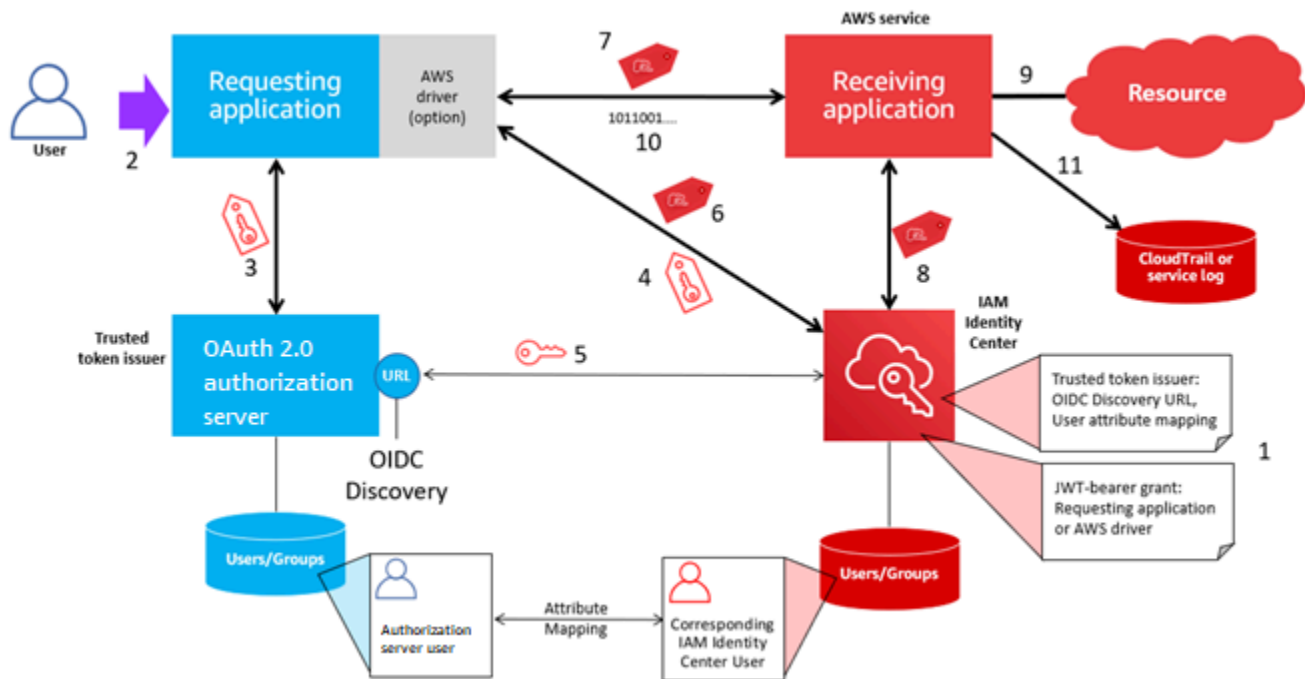 AWS service
7
9
Requesting
application
AWS
driver
(option)
Receiving
application
Resource
1011001....
10
User
2
11
6
3
4
8
CloudTrail or
service log
IAM
Identity
Center
Trusted
token issuer
OAuth 2.0
authorization
server
URL
5
Trusted token issuer:
OIDC Discovery URL,
User attribute mapping
1
OIDC
Discovery
JWT-bearer grant:
Requesting application
or AWS driver
Users/Groups
Users/Groups
Authorization
server user
Attribute
Mapping
Corresponding
IAM Identity
Center User